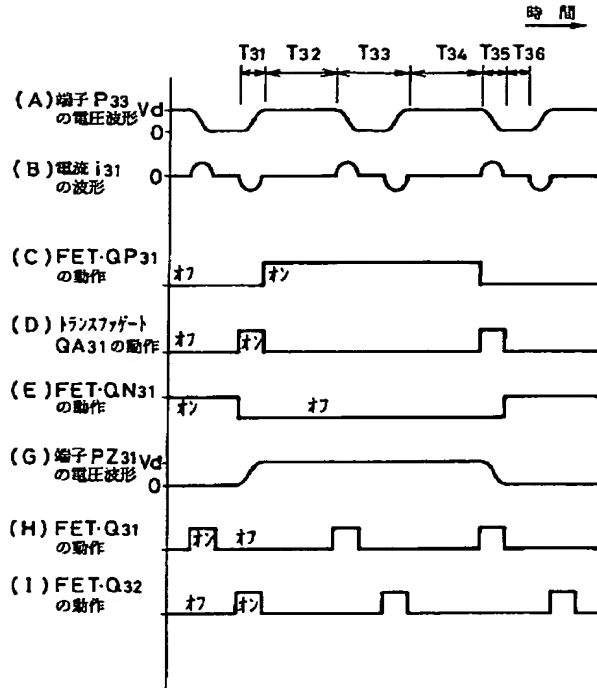 時間
T31 T32 T33 T34 T35 T36
(A)端子P33
の電圧波形
Vd
0
(B)電流i31
の波形
0
(C)FET·QP31
の動作
オフ オン
(D)トランスファゲート
QA31の動作
オフ オン
(E)FET·QN31
の動作
オン オフ
(G)端子PZ31
の電圧波形
Vd
0
(H)FET·Q31
の動作
オン オフ
(I)FET·Q32
の動作
オフ オン